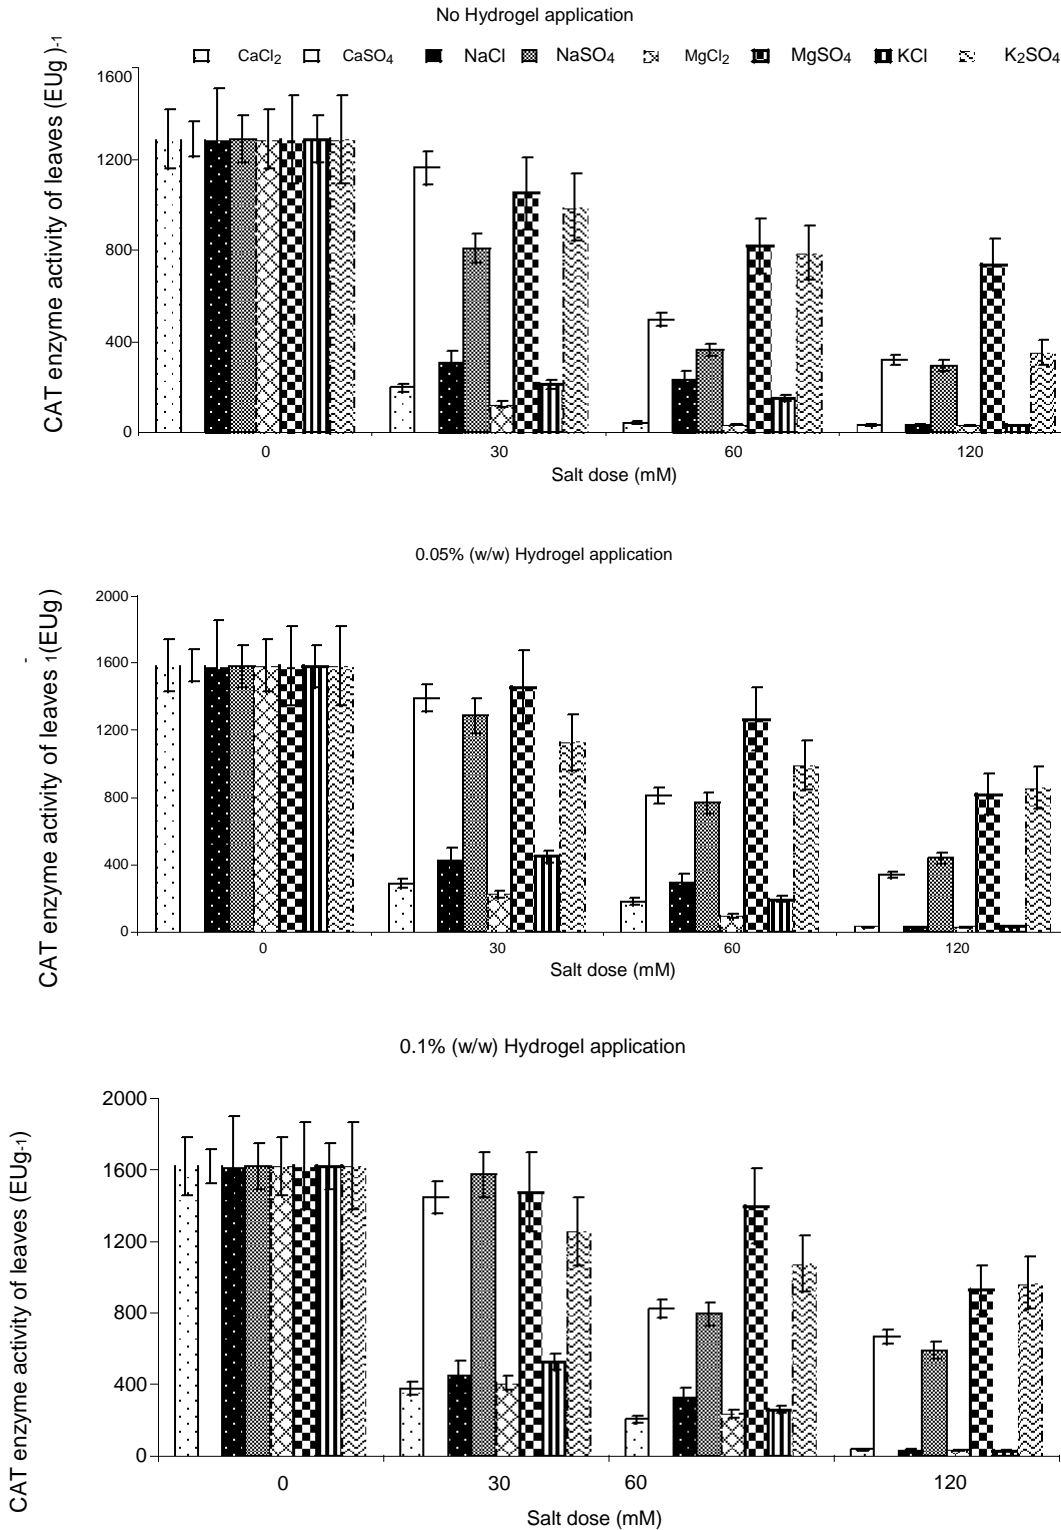 No Hydrogel application
CaCl2 CaSO4 NaCl NaSO4 MgCl2 MgSO4 KCl K2SO4
CAT enzyme activity of leaves (EUg )-1
1600
1200
800
400
0
0 30 60 120
Salt dose (mM)
0.05% (w/w) Hydrogel application
CAT enzyme activity of leaves 1(EUg)
-
2000
1600
1200
800
400
0
0 30 60 120
Salt dose (mM)
0.1% (w/w) Hydrogel application
CAT enzyme activity of leaves (EUg-1)
2000
1600
1200
800
400
0
0 30 60 120
Salt dose (mM)